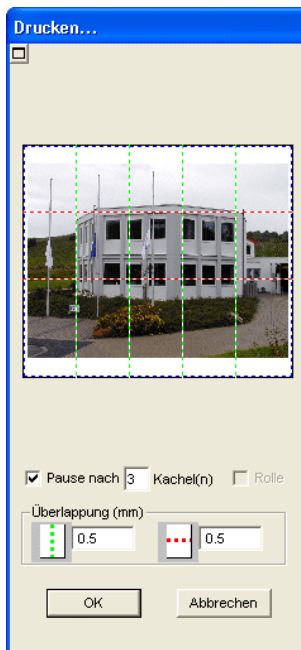 Drucken...
Pause nach 3 Kachel(n) Rolle
Überlappung (mm)
0.5 0.5
OK Abbrechen